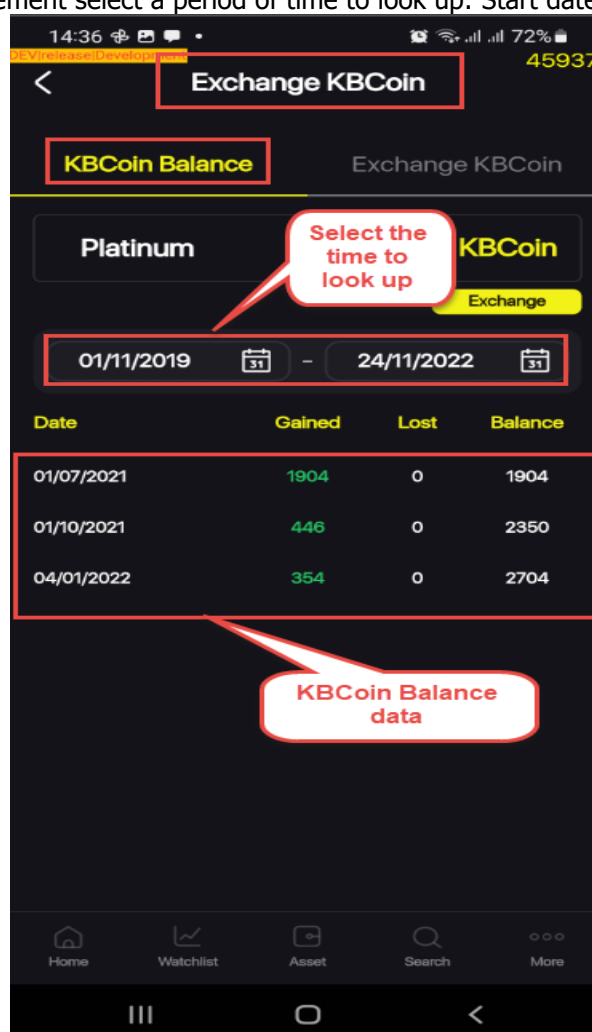 ement select a period of time to look up: Start date
14:36 72%
DEV|release|Development
45937
Exchange KBCoin
KBCoin Balance Exchange KBCoin
Platinum KBCoin
Select the
time to
look up
Exchange
01/11/2019 31 - 24/11/2022 31
Date Gained Lost Balance
01/07/2021 1904 0 1904
01/10/2021 446 0 2350
04/01/2022 354 0 2704
KBCoin Balance
data
Home Watchlist Asset Search More